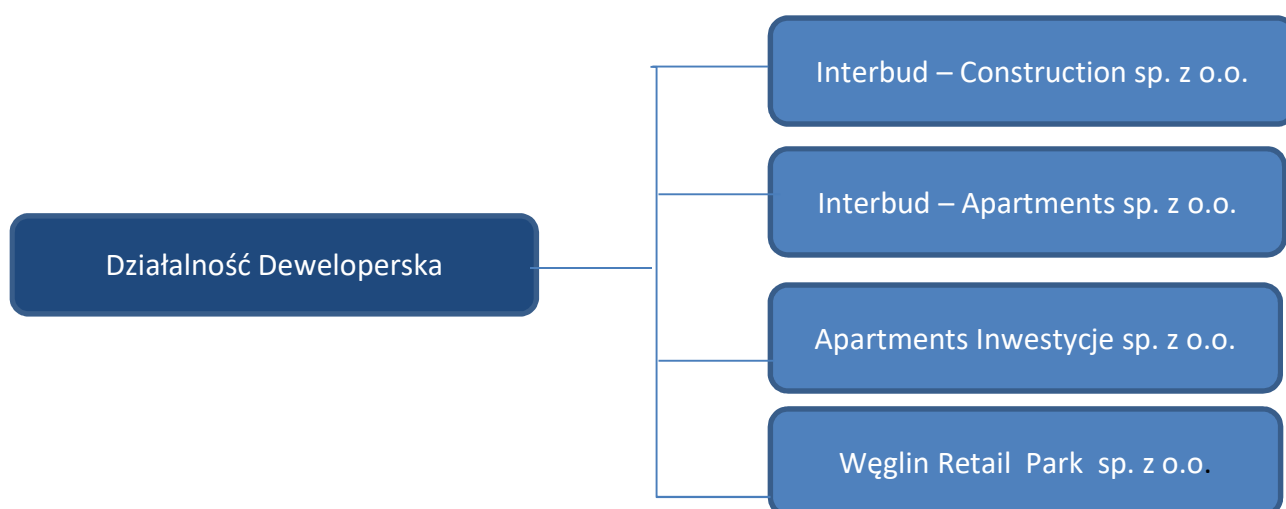 Interbud – Construction sp. z o.o.
Interbud – Apartments sp. z o.o.
Działalność Deweloperska
Apartments Inwestycje sp. z o.o.
Węglin Retail  Park  sp. z o.o.